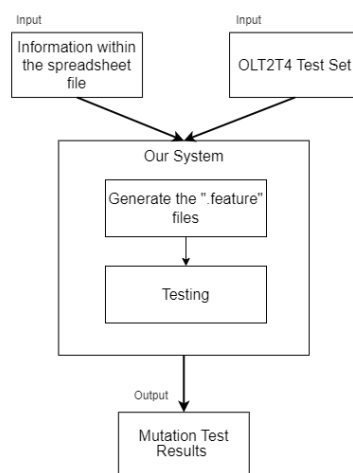 Input
Input
Information within
the spreadsheet
file
OLT2T4 Test Set
Our System
Generate the ".feature"
files
Testing
Output
Mutation Test
Results